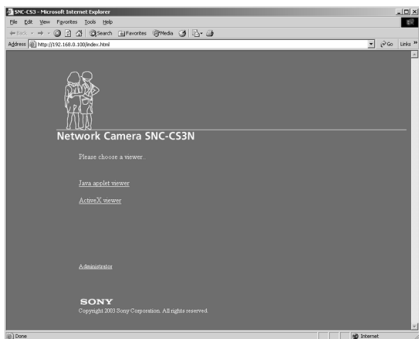 SNC-CS3 - Microsoft Internet Explorer
File Edit View Favorites Tools Help
Back Search Favorites Media
Address http://192.168.0.100/index.html Go Links
Network Camera SNC-CS3N
Please choose a viewer.
Java applet viewer
ActiveX viewer
Administrator
SONY
Copyright 2003 Sony Corporation. All rights reserved.
Done Internet